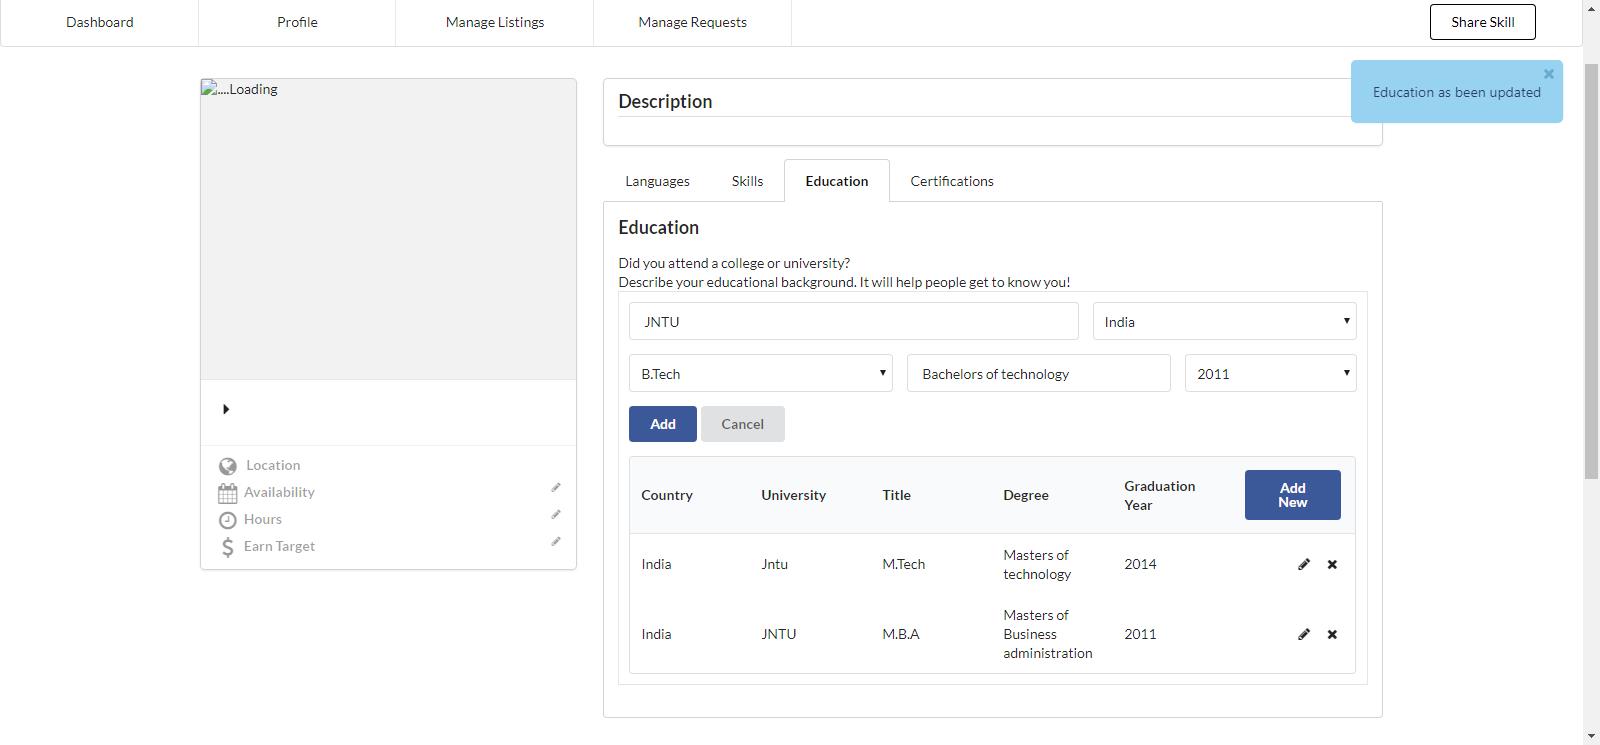 Dashboard
Profile
Manage Listings
Manage Requests
Share Skill
Education as been updated
....Loading
Location
Availability
Hours
Earn Target
Description
Languages
Skills
Education
Certifications
Education
Did you attend a college or university?
Describe your educational background. It will help people get to know you!
JNTU
India
B.Tech
Bachelors of technology
2011
Add
Cancel
Country
University
Title
Degree
Graduation
Year
Add
New
India
Jntu
M.Tech
Masters of
technology
2014
India
JNTU
M.B.A
Masters of
Business
administration
2011